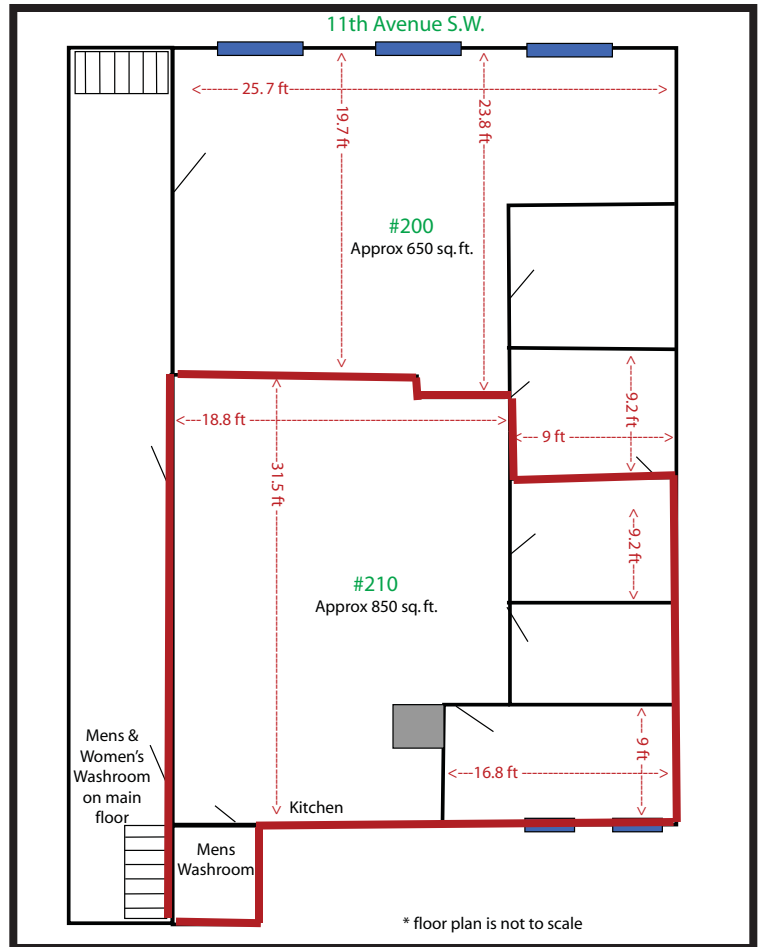 11th Avenue S.W.
25.7 ft
19.7 ft
23.8 ft
#200
Approx 650 sq. ft.
18.8 ft
9.2 ft
9 ft
31.5 ft
9.2 ft
#210
Approx 850 sq. ft.
Mens &
Women's
Washroom
on main
floor
9 ft
16.8 ft
Kitchen
Mens
Washroom
* floor plan is not to scale